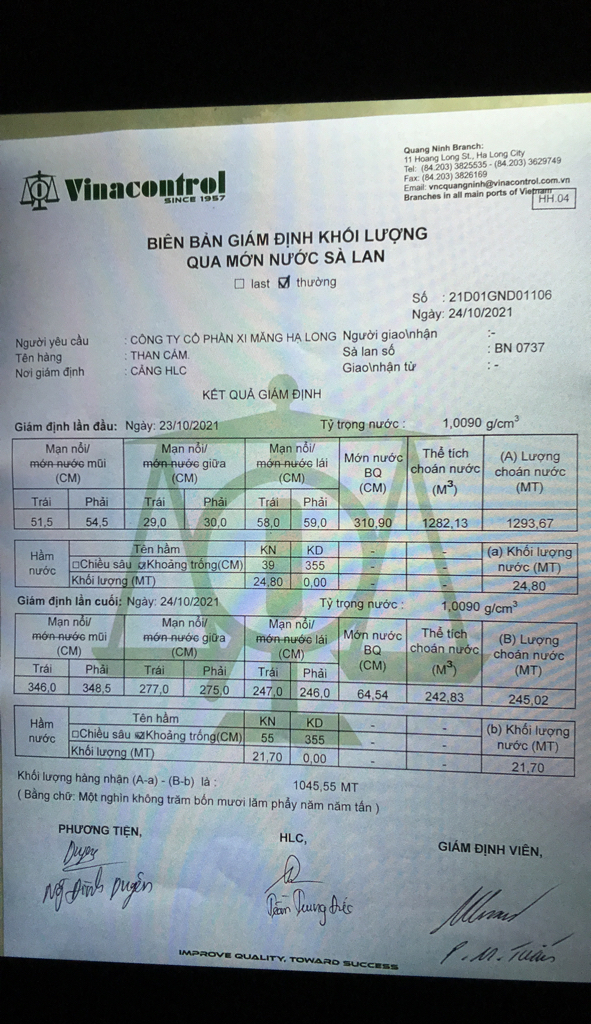 Vinacontrol
SINCE 1957
Quang Ninh Branch:
11 Hoang Long St., Ha Long City
Tel: (84.203) 3825535 - (84.203) 3629749
Fax: (84.203) 3826169
Email: vncquangninh@vinacontrol.com.vn
Branches in all main ports of Vietnam
HH.04
BIÊN BẢN GIÁM ĐỊNH KHỐI LƯỢNG
QUA MỚN NƯỚC SÀ LAN
☐ last ☑ thường
Số : 21D01GND01106
Ngày: 24/10/2021
Người yêu cầu : CÔNG TY CỔ PHẦN XI MĂNG HẠ LONG Người giao\nhận :-
Tên hàng : THAN CÁM. Sà lan số : BN 0737
Nơi giám định : CẢNG HLC Giao\nhận từ : -
KẾT QUẢ GIÁM ĐỊNH
Giám định lần đầu: Ngày: 23/10/2021 Tỷ trọng nước : 1,0090 g/cm³
Mạn nổi/ Mạn nổi/ Mạn nổi/ Mớn nước Thể tích (A) Lượng
mớn nước mũi mớn nước giữa mớn nước lái BQ choán nước choán nước
(CM) (CM) (CM) (CM) (M³) (MT)
Trái Phải Trái Phải Trái Phải
51,5 54,5 29,0 30,0 58,0 59,0 310,90 1282,13 1293,67
Hầm nước Tên hầm KN KD - - (a) Khối lượng nước (MT)
☐Chiều sâu ☑Khoảng trống(CM) 39 355 - -
Khối lượng (MT) 24,80 0,00 - - 24,80
Giám định lần cuối: Ngày: 24/10/2021 Tỷ trọng nước : 1,0090 g/cm³
Mạn nổi/ Mạn nổi/ Mạn nổi/ Mớn nước Thể tích (B) Lượng
mớn nước mũi mớn nước giữa mớn nước lái BQ choán nước choán nước
(CM) (CM) (CM) (CM) (M³) (MT)
Trái Phải Trái Phải Trái Phải
346,0 348,5 277,0 275,0 247,0 246,0 64,54 242,83 245,02
Hầm nước Tên hầm KN KD - - (b) Khối lượng nước (MT)
☐Chiều sâu ☑Khoảng trống(CM) 55 355 - -
Khối lượng (MT) 21,70 0,00 - - 21,70
Khối lượng hàng nhận (A-a) - (B-b) là : 1045,55 MT
( Bằng chữ: Một nghìn không trăm bốn mươi lăm phẩy năm năm tấn )
PHƯƠNG TIỆN, HLC, GIÁM ĐỊNH VIÊN,
Duyên
Ng Đình Duyên
Trần Trung Đức
P. M. Tuấn
IMPROVE QUALITY, TOWARD SUCCESS